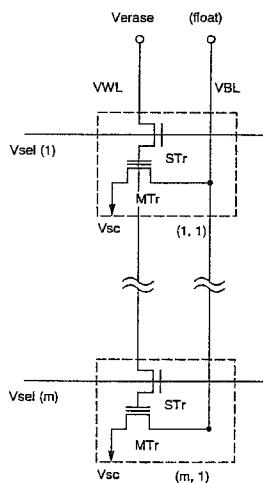 Verase (float)
VWL VBL
STr
Vsel (1)
MTr
Vsc (1, 1)
STr
Vsel (m)
Vsc MTr
(m, 1)